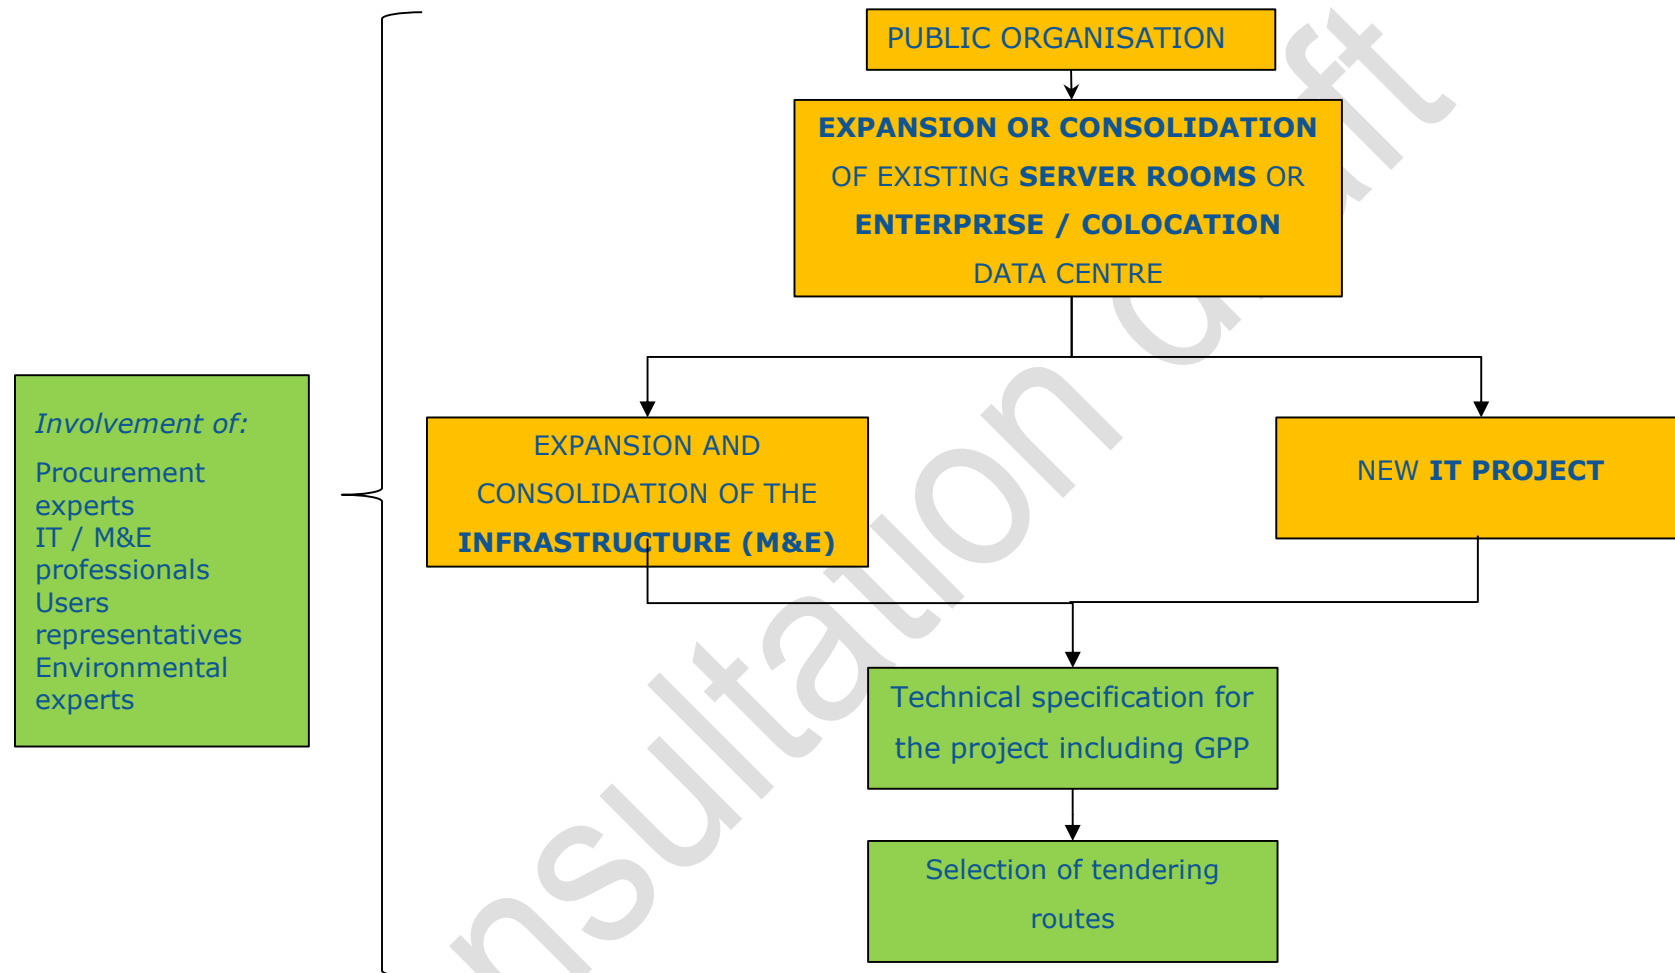 PUBLIC ORGANISATION
EXPANSION OR CONSOLIDATION
OF EXISTING SERVER ROOMS OR
ENTERPRISE / COLOCATION
DATA CENTRE
Involvement of:
Procurement
experts
IT / M&E
professionals
Users
representatives
Environmental
experts
EXPANSION AND
CONSOLIDATION OF THE
INFRASTRUCTURE (M&E)
NEW IT PROJECT
Technical specification for
the project including GPP
Selection of tendering
routes